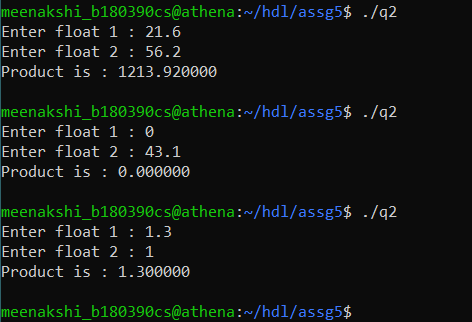 meenakshi_b180390cs@athena:~/hdl/assg5$ ./q2
Enter float 1 : 21.6
Enter float 2 : 56.2
Product is : 1213.920000
meenakshi_b180390cs@athena:~/hdl/assg5$ ./q2
Enter float 1 : 0
Enter float 2 : 43.1
Product is : 0.000000
meenakshi_b180390cs@athena:~/hdl/assg5$ ./q2
Enter float 1 : 1.3
Enter float 2 : 1
Product is : 1.300000
meenakshi_b180390cs@athena:~/hdl/assg5$